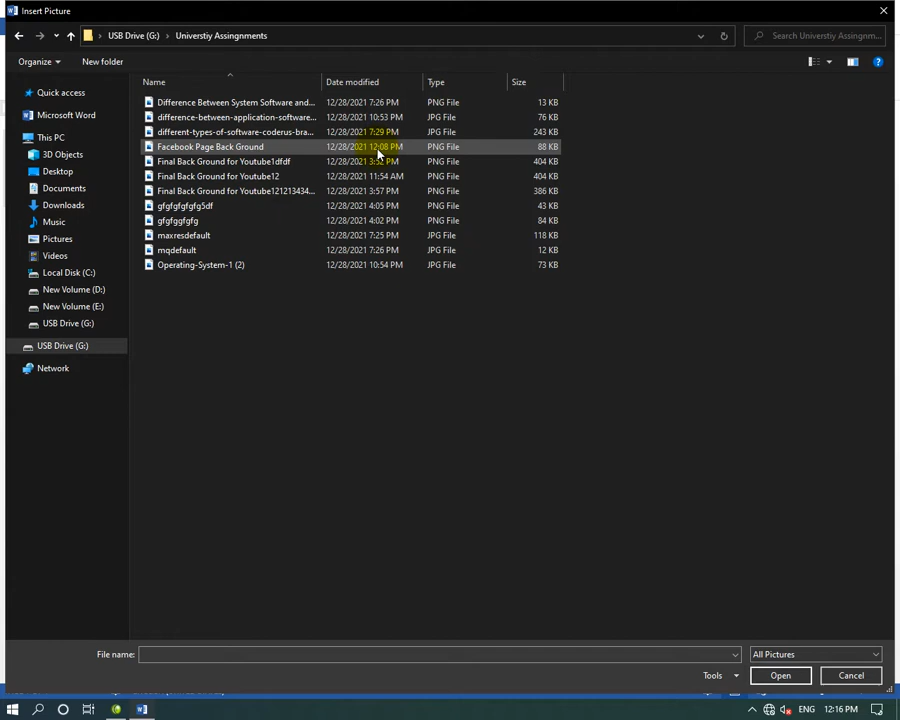 Insert Picture
USB Drive (G:) Universtiy Assingnments
Search Universtiy Assingnm...
Organize New folder
Name Date modified Type Size
Quick access
Microsoft Word
This PC
3D Objects
Desktop
Documents
Downloads
Music
Pictures
Videos
Local Disk (C:)
New Volume (D:)
New Volume (E:)
USB Drive (G:)
USB Drive (G:)
Network
Difference Between System Software and... 12/28/2021 7:26 PM PNG File 13 KB
difference-between-application-software... 12/28/2021 10:53 PM JPG File 76 KB
different-types-of-software-coderus-bra... 12/28/2021 7:29 PM PNG File 243 KB
Facebook Page Back Ground 12/28/2021 12:08 PM PNG File 88 KB
Final Back Ground for Youtube1dfdf 12/28/2021 3:52 PM PNG File 404 KB
Final Back Ground for Youtube12 12/28/2021 11:54 AM PNG File 404 KB
Final Back Ground for Youtube121213434... 12/28/2021 3:57 PM PNG File 386 KB
gfgfgfgfgfg5df 12/28/2021 4:05 PM PNG File 43 KB
gfgfggfgfg 12/28/2021 4:02 PM PNG File 84 KB
maxresdefault 12/28/2021 7:25 PM JPG File 118 KB
mqdefault 12/28/2021 7:26 PM JPG File 12 KB
Operating-System-1 (2) 12/28/2021 10:54 PM JPG File 73 KB
File name: All Pictures
Tools Open Cancel
ENG 12:16 PM